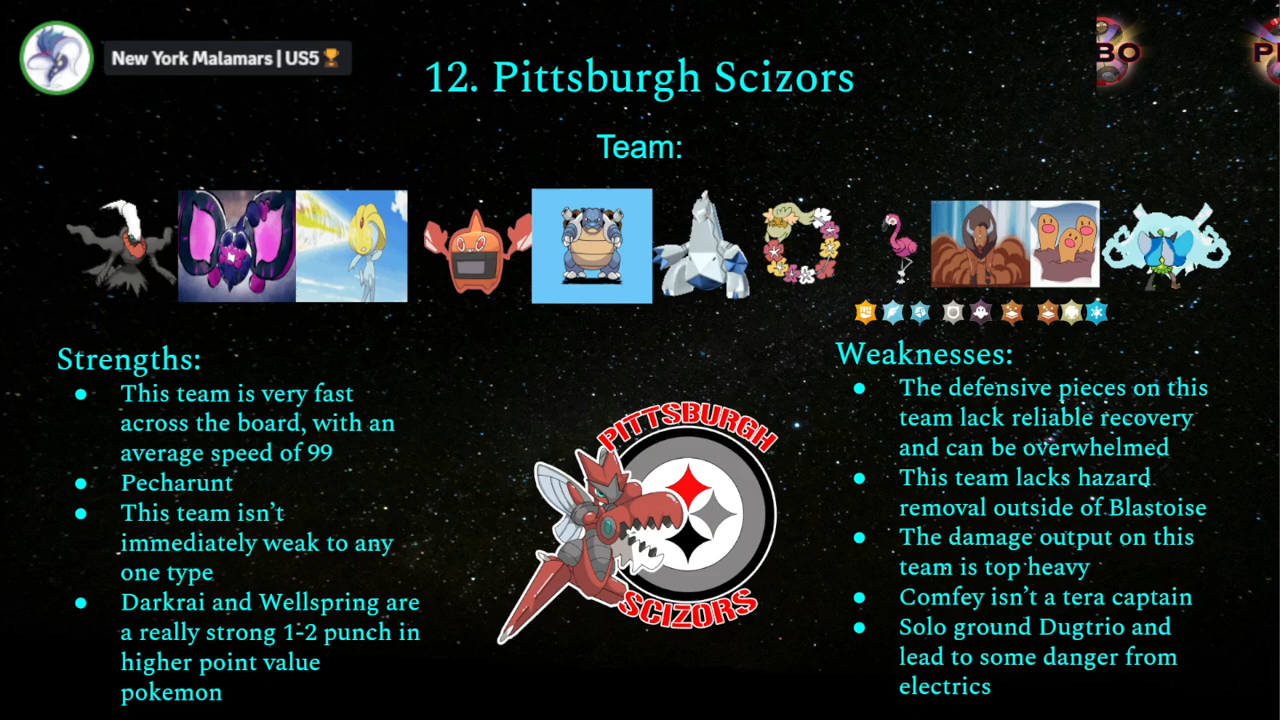 New York Malamars | US5🏆
BO
P
12. Pittsburgh Scizors
Team:
Strengths:
● This team is very fast
across the board, with an
average speed of 99
● Pecharunt
● This team isn’t
immediately weak to any
one type
● Darkrai and Wellspring are
a really strong 1-2 punch in
higher point value
pokemon
PITTSBURGH
SCIZORS
Weaknesses:
● The defensive pieces on this
team lack reliable recovery
and can be overwhelmed
● This team lacks hazard
removal outside of Blastoise
● The damage output on this
team is top heavy
● Comfey isn’t a tera captain
● Solo ground Dugtrio and
lead to some danger from
electrics